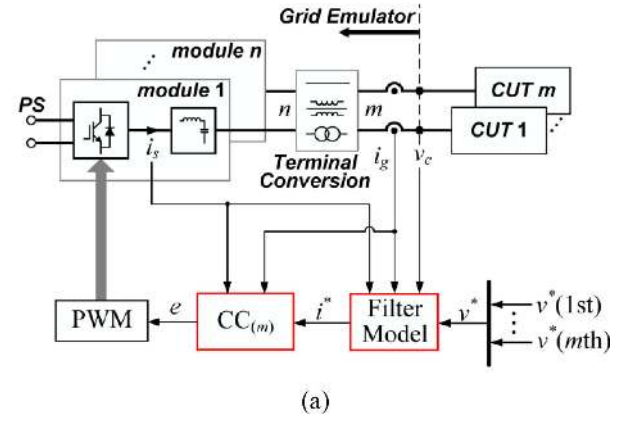 Grid Emulator
module n
⋮
module 1
PS
n
m
CUT m
CUT 1
⋰
i_s
Terminal
Conversion
i_g
v_c
PWM
e
CC_(m)
i^*
Filter
Model
v^*
v^*(1st)
⋮
v^*(mth)
(a)